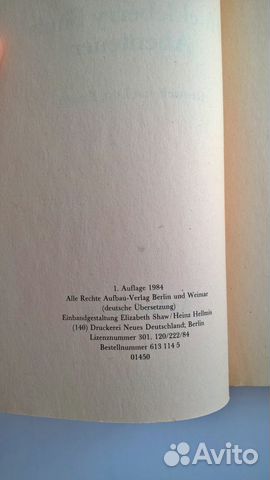 1. Auflage 1984
Alle Rechte Aufbau-Verlag Berlin und Weimar
(deutsche Übersetzung)
Einbandgestaltung Elizabeth Shaw/Heinz Hellmis
(140) Druckerei Neues Deutschland, Berlin
Lizenznummer 301. 120/222/84
Bestellnummer 613 114 5
01450
Avito